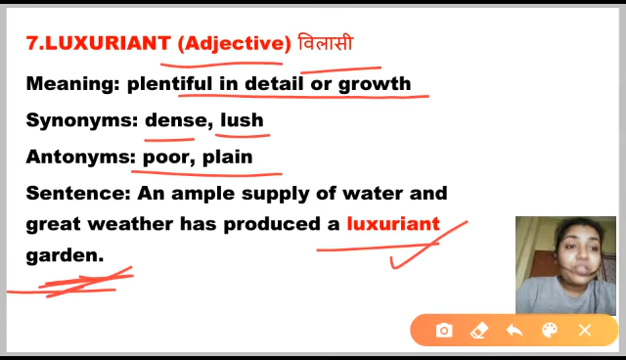 7.LUXURIANT (Adjective) विलासी
Meaning: plentiful in detail or growth
Synonyms: dense, lush
Antonyms: poor, plain
Sentence: An ample supply of water and
great weather has produced a luxuriant
garden.